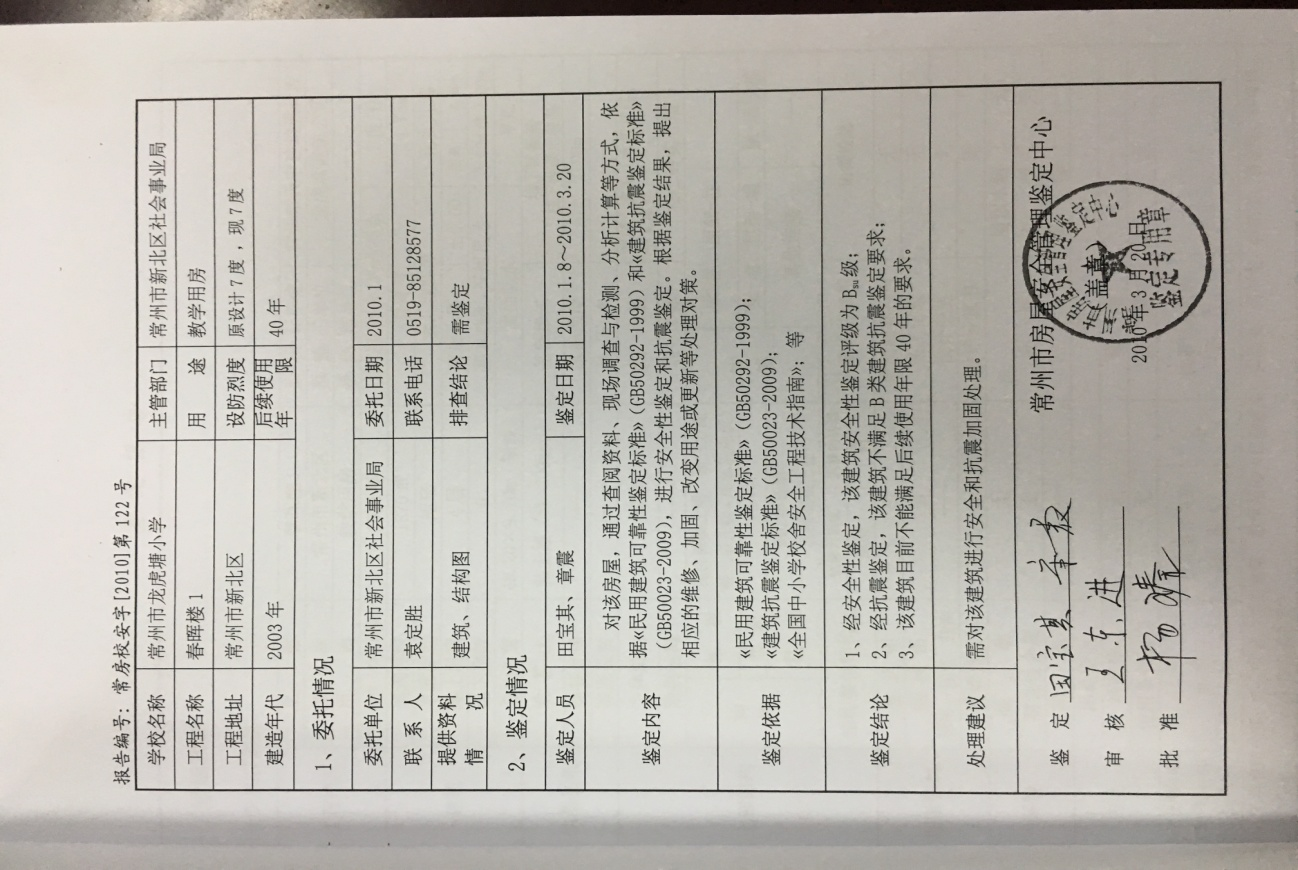 报告编号：常房校安字[2010]第122号
学校名称 常州市龙虎塘小学 主管部门 常州市新北区社会事业局
工程名称 春晖楼1 用途 教学用房
工程地址 常州市新北区 设防烈度 原设计7度，现7度
建造年代 2003年 后续使用年限 40年
1、委托情况
委托单位 常州市新北区社会事业局 委托日期 2010.1
联系人 袁定胜 联系电话 0519-85128577
提供资料情况 建筑、结构图 排查结论 需鉴定
2、鉴定情况
鉴定人员 田宝其、章震 鉴定日期 2010.1.8～2010.3.20
鉴定内容
对该房屋，通过查阅资料、现场调查与检测、分析计算等方式，依
据《民用建筑可靠性鉴定标准》（GB50292-1999）和《建筑抗震鉴定标准》
（GB50023-2009），进行安全性鉴定和抗震鉴定。根据鉴定结果，提出
相应的维修、加固、改变用途或更新等处理对策。
鉴定依据
《民用建筑可靠性鉴定标准》（GB50292-1999）；
《建筑抗震鉴定标准》（GB50023-2009）；
《全国中小学校舍安全工程技术指南》；等
鉴定结论
1、经安全性鉴定，该建筑安全性鉴定评级为Bsu级；
2、经抗震鉴定，该建筑不满足B类建筑抗震鉴定要求；
3、该建筑目前不能满足后续使用年限40年的要求。
处理建议 需对该建筑进行安全和抗震加固处理。
鉴定 田宝其 章震
审核 王东进
批准
常州市房屋安全管理鉴定中心
（盖章）
2010年3月20日
鉴定专用章